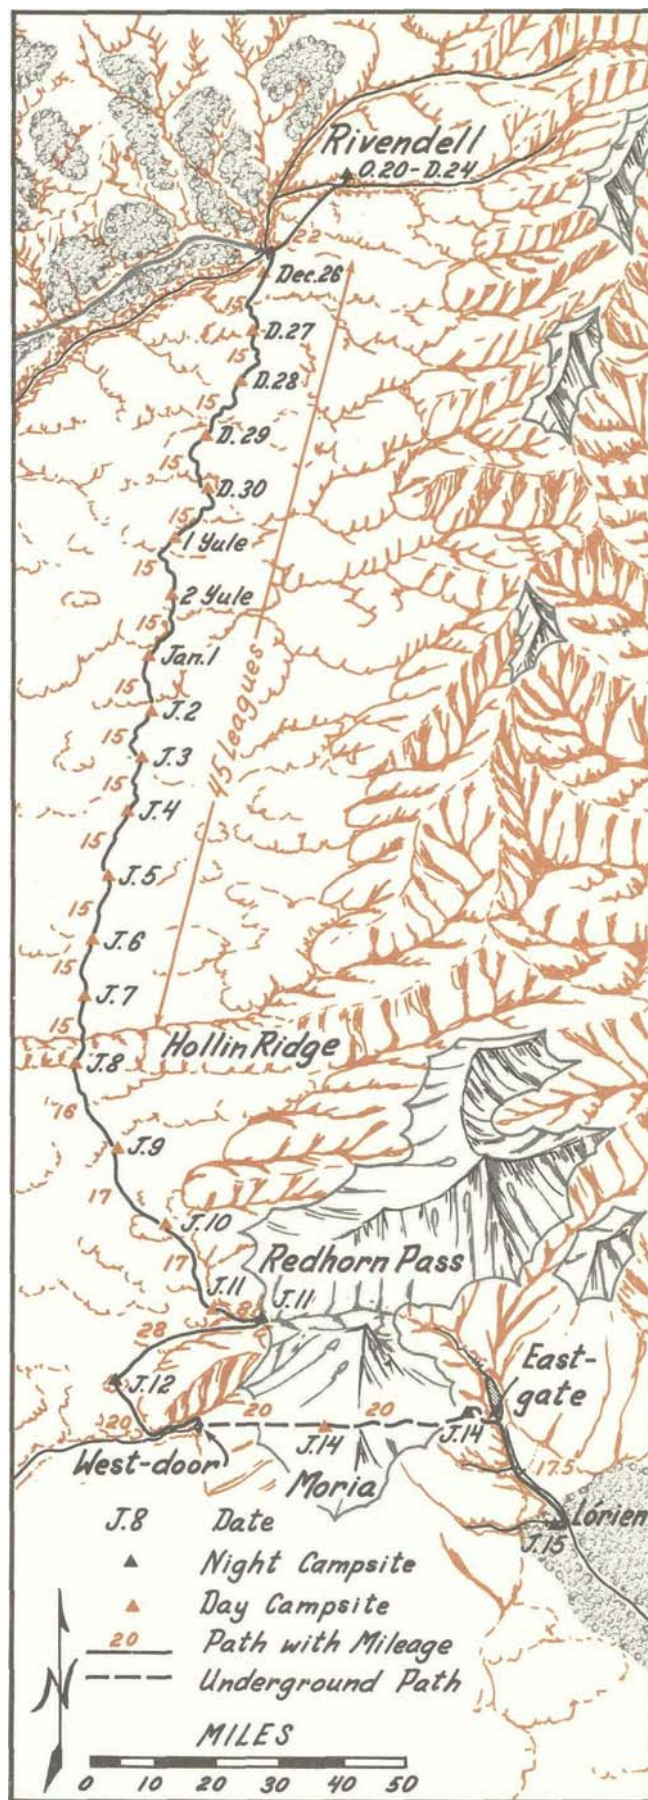 Rivendell
O.20-D.24
22
Dec.26
15
D.27
15
D.28
15
D.29
15
D.30
15
1 Yule
15
2 Yule
15
Jan.1
15
J.2
15
J.3
45 Leagues
15
J.4
15
J.5
15
J.6
15
J.7
15
Hollin Ridge
J.8
16
J.9
17
J.10
17
Redhorn Pass
J.11
8
J.11
28
East-
gate
J.12
20
20
20
J.14
J.14
West-door
17.5
Moria
Lórien
J.15
J.8 Date
Night Campsite
Day Campsite
20 Path with Mileage
Underground Path
N
MILES
0 10 20 30 40 50